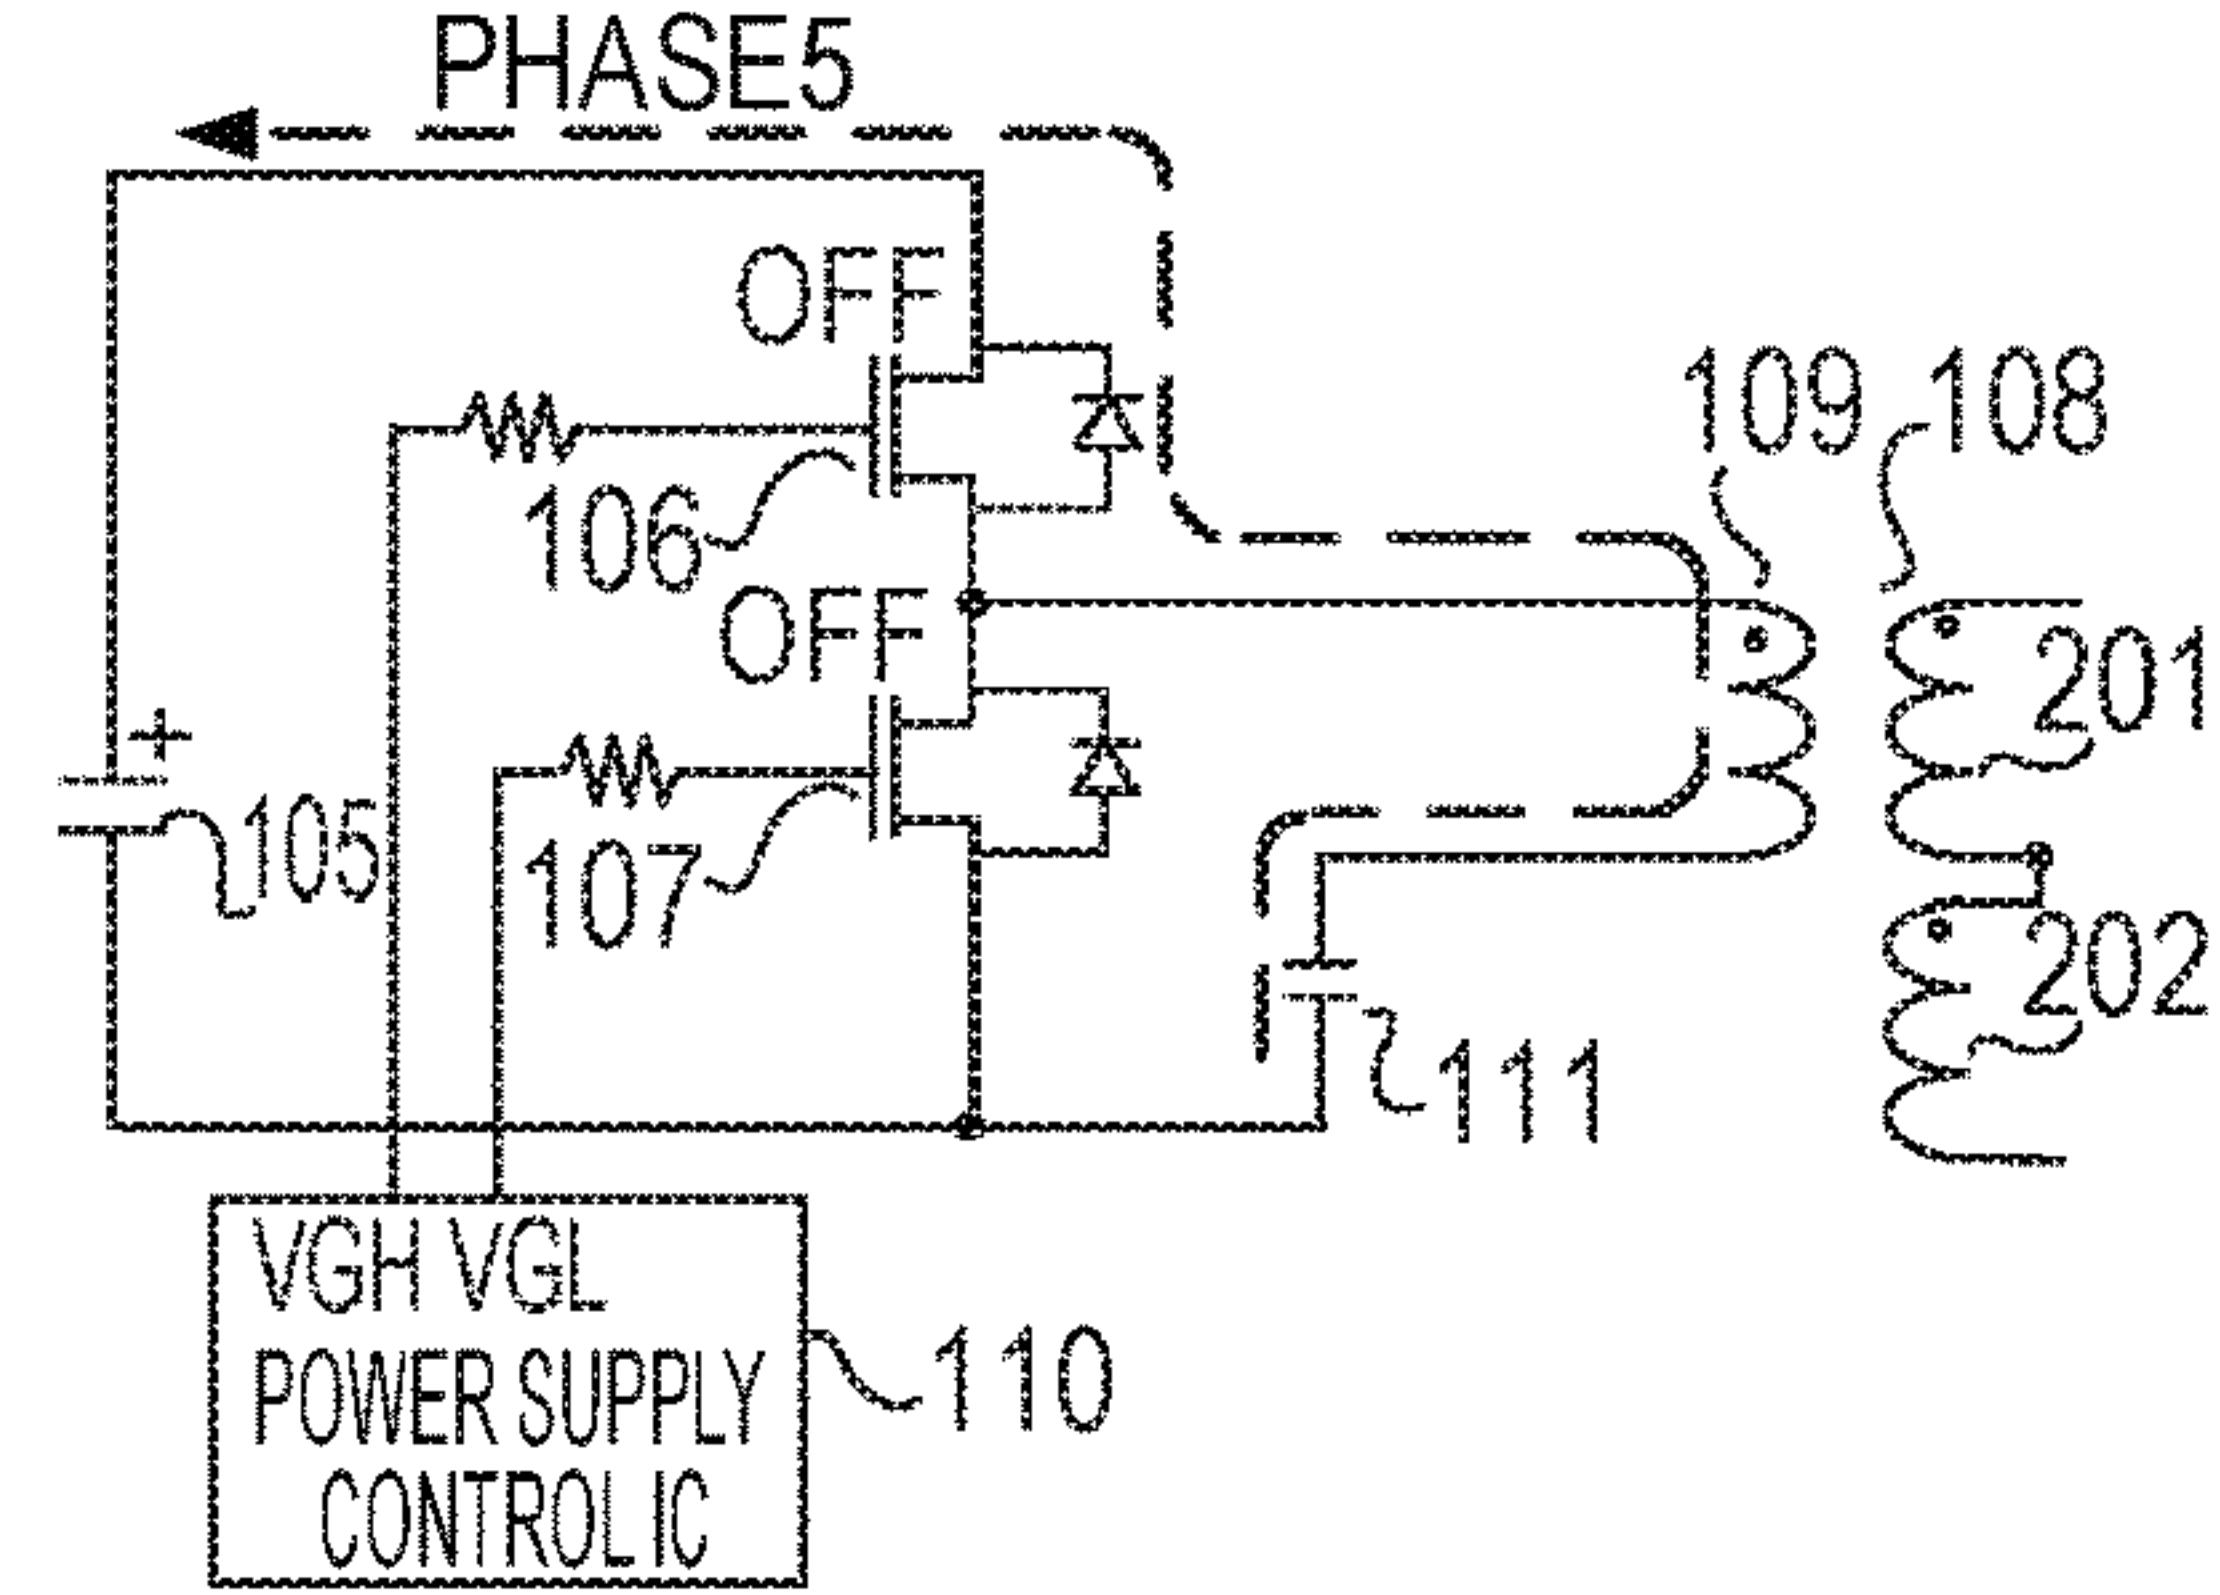 PHASE5
OFF
109 108
106
OFF
201
105
107
202
111
VGH VGL
110
POWER SUPPLY
CONTROL IC